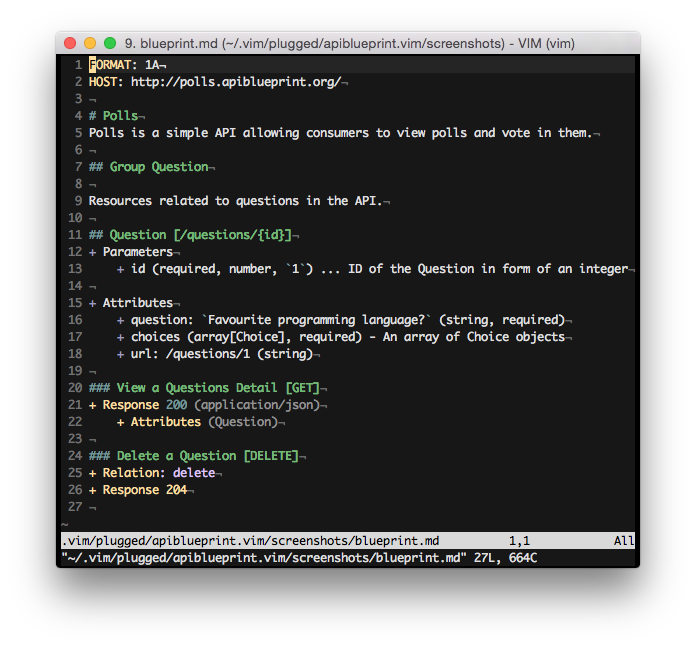 9. blueprint.md (~/.vim/plugged/apiblueprint.vim/screenshots) - VIM (vim)
1 FORMAT: 1A¬
2 HOST: http://polls.apiblueprint.org/¬
3 ¬
4 # Polls¬
5 Polls is a simple API allowing consumers to view polls and vote in them.¬
6 ¬
7 ## Group Question¬
8 ¬
9 Resources related to questions in the API.¬
10 ¬
11 ## Question [/questions/{id}]¬
12 + Parameters¬
13     + id (required, number, `1`) ... ID of the Question in form of an integer¬
14 ¬
15 + Attributes¬
16     + question: `Favourite programming language?` (string, required)¬
17     + choices (array[Choice], required) - An array of Choice objects¬
18     + url: /questions/1 (string)¬
19 ¬
20 ### View a Questions Detail [GET]¬
21 + Response 200 (application/json)¬
22     + Attributes (Question)¬
23 ¬
24 ### Delete a Question [DELETE]¬
25 + Relation: delete¬
26 + Response 204¬
27 ¬
~
.vim/plugged/apiblueprint.vim/screenshots/blueprint.md 1,1 All
"~/.vim/plugged/apiblueprint.vim/screenshots/blueprint.md" 27L, 664C